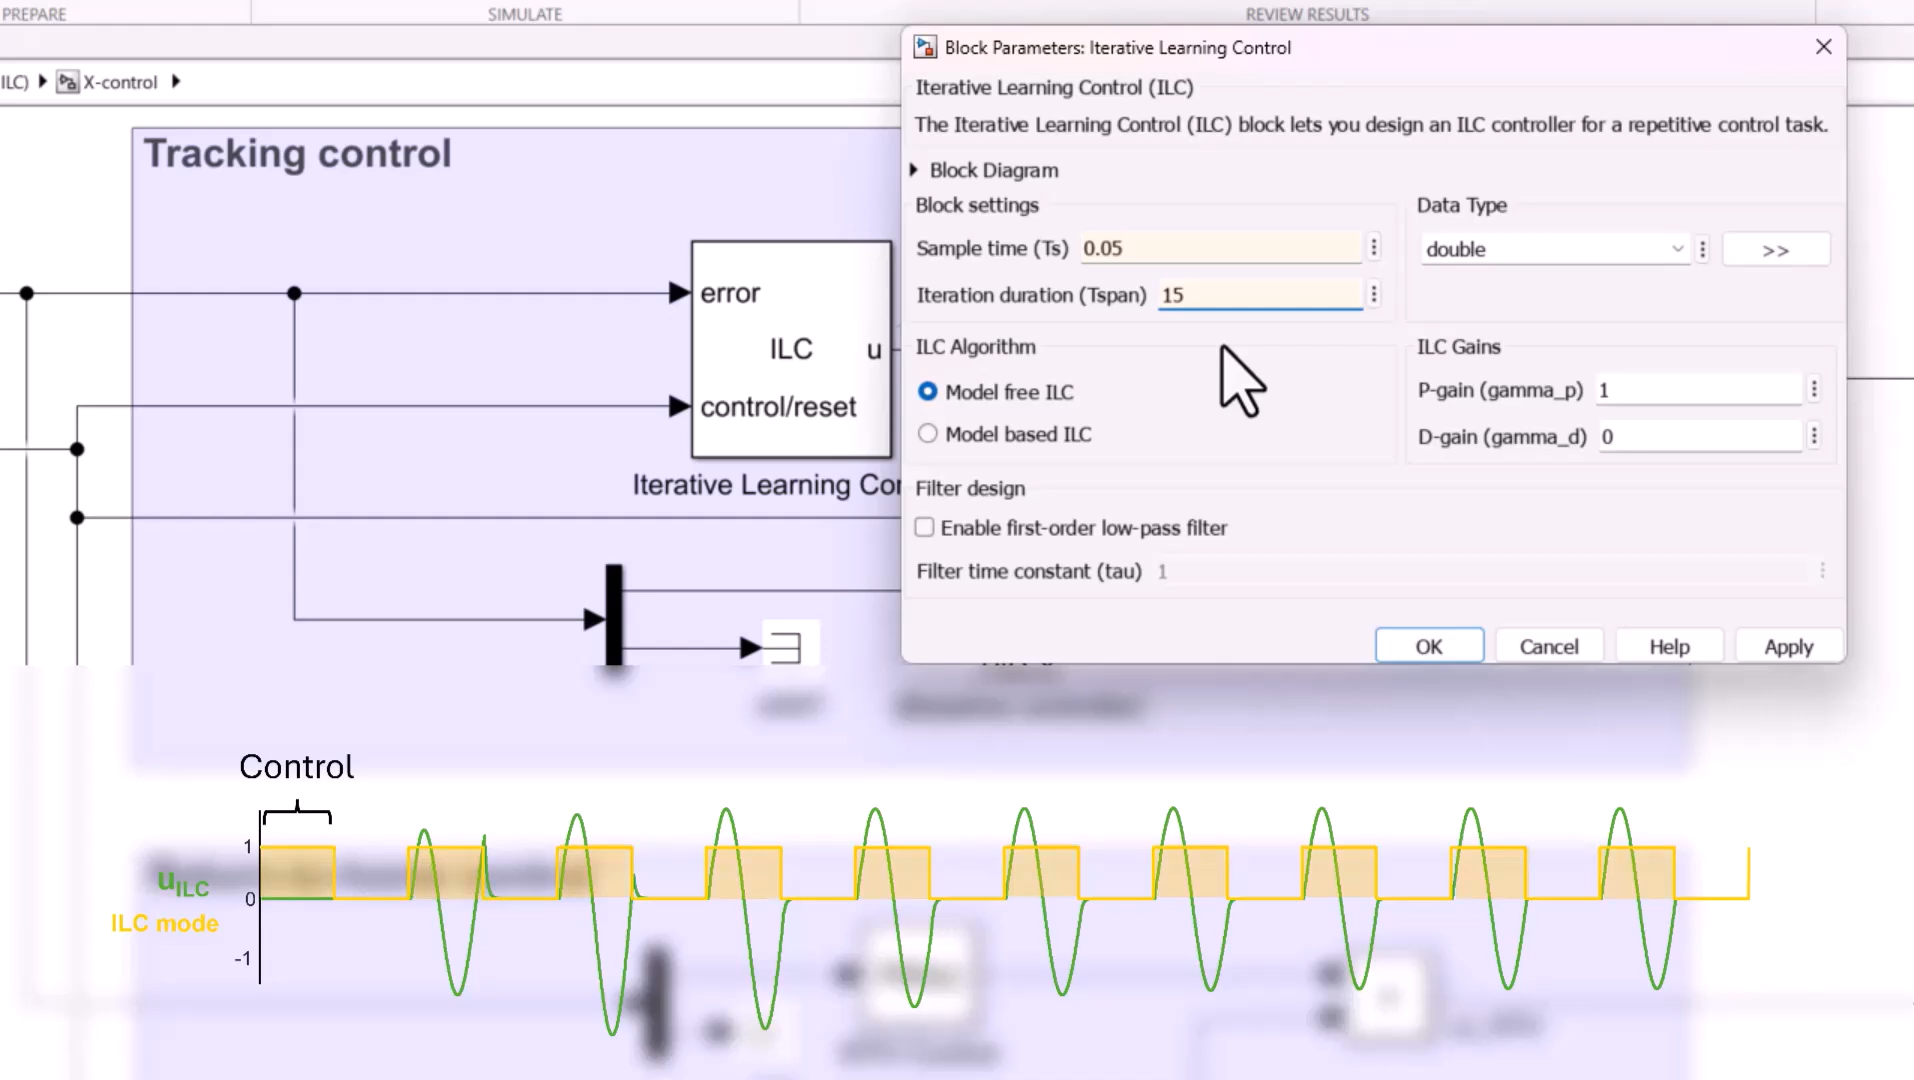 PREPARE
SIMULATE
REVIEW RESULTS
ILC)
X-control
Tracking control
error
ILC
u
control/reset
Iterative Learning Co
Block Parameters: Iterative Learning Control
Iterative Learning Control (ILC)
The Iterative Learning Control (ILC) block lets you design an ILC controller for a repetitive control task.
Block Diagram
Block settings
Data Type
Sample time (Ts) 0.05
double
>>
Iteration duration (Tspan) 15
ILC Algorithm
ILC Gains
Model free ILC
P-gain (gamma_p) 1
Model based ILC
D-gain (gamma_d) 0
Filter design
Enable first-order low-pass filter
Filter time constant (tau) 1
OK
Cancel
Help
Apply
Control
1
uILC
0
ILC mode
-1